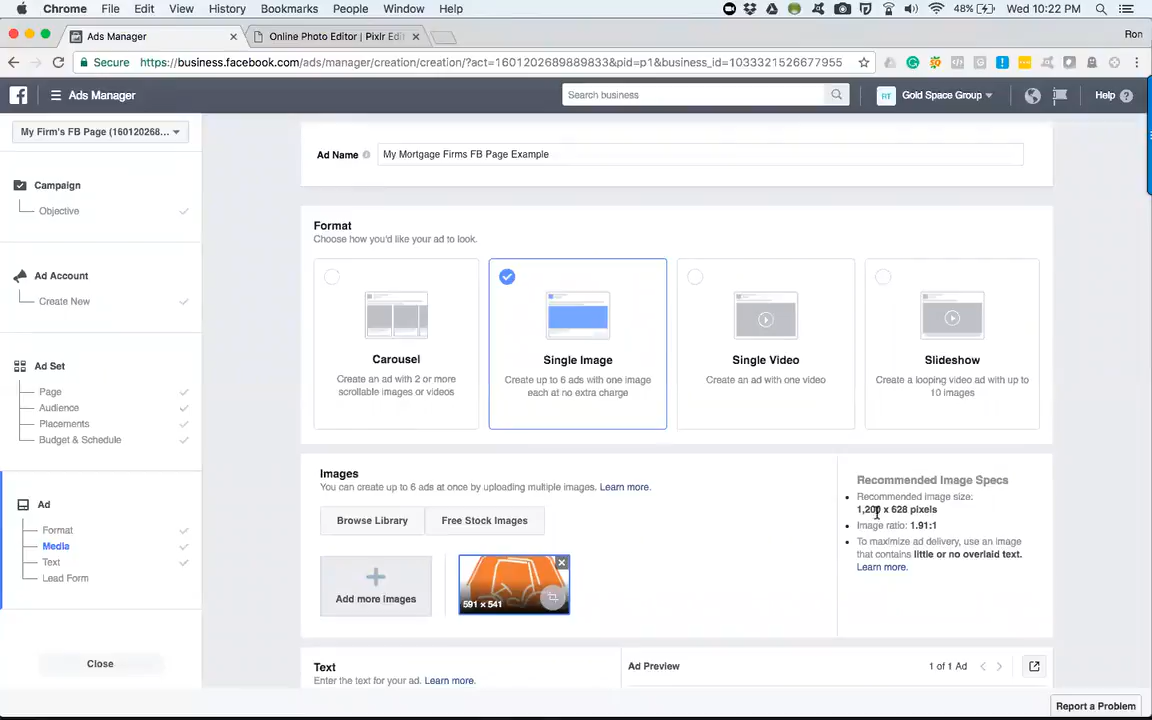 Chrome File Edit View History Bookmarks People Window Help
48% Wed 10:22 PM
Ads Manager
Online Photo Editor | Pixlr Edi
Ron
Secure https://business.facebook.com/ads/manager/creation/creation/?act=1601202689889833&pid=p1&business_id=1033321526677955
Ads Manager
Search business
RT Gold Space Group
Help
My Firm's FB Page (160120268...
Campaign
Objective
Ad Account
Create New
Ad Set
Page
Audience
Placements
Budget & Schedule
Ad
Format
Media
Text
Lead Form
Close
Ad Name
My Mortgage Firms FB Page Example
Format
Choose how you'd like your ad to look.
Carousel
Create an ad with 2 or more
scrollable images or videos
Single Image
Create up to 6 ads with one image
each at no extra charge
Single Video
Create an ad with one video
Slideshow
Create a looping video ad with up to
10 images
Images
You can create up to 6 ads at once by uploading multiple images. Learn more.
Browse Library
Free Stock Images
Add more images
591 × 541
Recommended Image Specs
Recommended image size:
1,200 x 628 pixels
Image ratio: 1.91:1
To maximize ad delivery, use an image
that contains little or no overlaid text.
Learn more.
Text
Enter the text for your ad. Learn more.
Ad Preview
1 of 1 Ad
Report a Problem